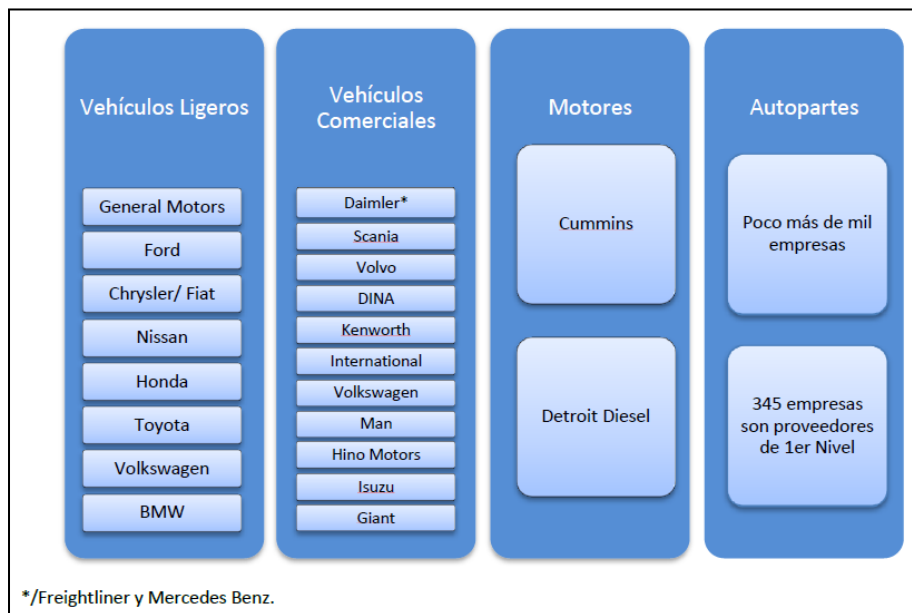 Vehículos Ligeros
General Motors
Ford
Chrysler/ Fiat
Nissan
Honda
Toyota
Volkswagen
BMW
Vehículos
Comerciales
Daimler*
Scania
Volvo
DINA
Kenworth
International
Volkswagen
Man
Hino Motors
Isuzu
Giant
Motores
Cummins
Detroit Diesel
Autopartes
Poco más de mil
empresas
345 empresas
son proveedores
de 1er Nivel
*/Freightliner y Mercedes Benz.